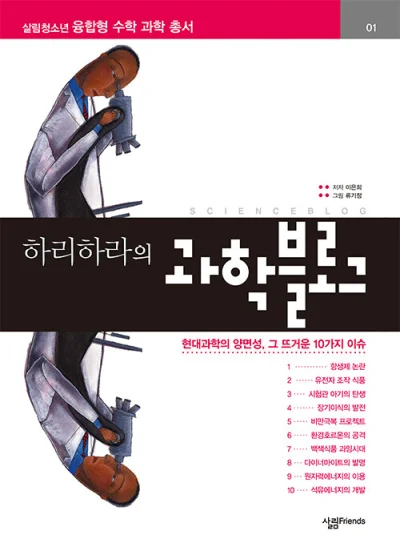 살림청소년 융합형 수학 과학 총서
01
●● 저자 이은희
●● 그림 류기정
SCIENCEBLOG
하리하라의 과학블로그
현대과학의 양면성, 그 뜨거운 10가지 이슈
1 ··········· 항생제 논란
2 ······ 유전자 조작 식품
3 ···· 시험관 아기의 탄생
4 ······· 장기이식의 발전
5 ····· 비만극복 프로젝트
6 ···· 환경호르몬의 공격
7 ····· 백색식품 과잉시대
8 ··· 다이너마이트의 발명
9 ··· 원자력에너지의 이용
10 ···· 석유에너지의 개발
살림Friends